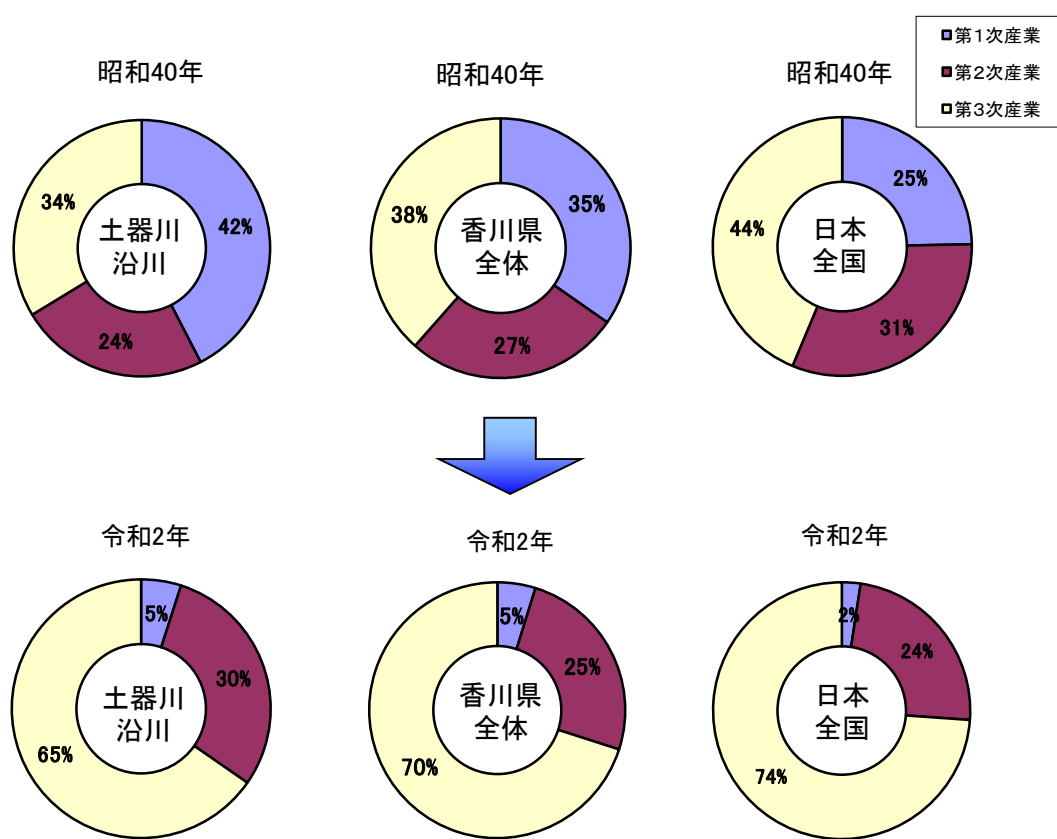 第1次産業
第2次産業
第3次産業
昭和40年
34%
42%
24%
土器川
沿川
昭和40年
38%
35%
27%
香川県
全体
昭和40年
44%
25%
31%
日本
全国
令和2年
5%
30%
65%
土器川
沿川
令和2年
5%
25%
70%
香川県
全体
令和2年
2%
24%
74%
日本
全国